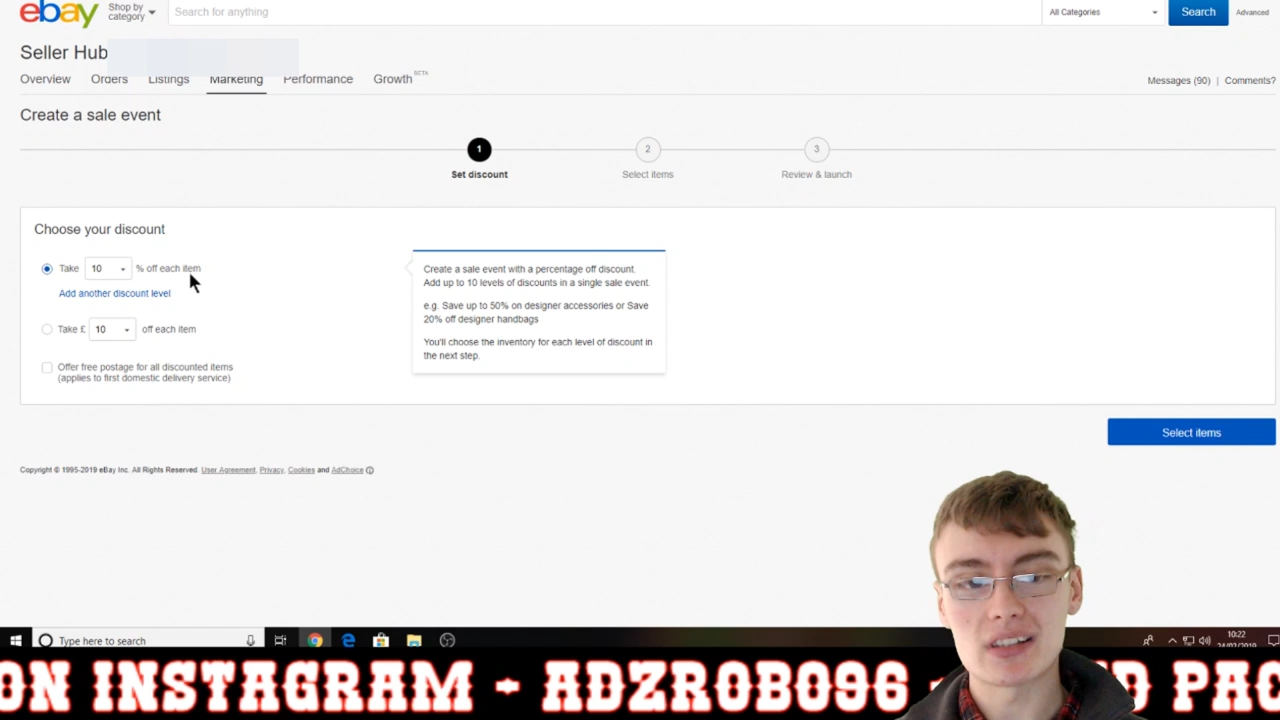 ebay
Shop by
category
Search for anything
All Categories
Search
Advanced
Seller Hub
Overview Orders Listings Marketing Performance Growth BETA
Messages (90) | Comments?
Create a sale event
1 2 3
Set discount Select items Review & launch
Choose your discount
Take 10 % off each item
Add another discount level
Take £ 10 off each item
Offer free postage for all discounted items
(applies to first domestic delivery service)
Create a sale event with a percentage off discount.
Add up to 10 levels of discounts in a single sale event.
e.g. Save up to 50% on designer accessories or Save
20% off designer handbags
You'll choose the inventory for each level of discount in
the next step.
Select items
Copyright © 1995-2019 eBay Inc. All Rights Reserved. User Agreement, Privacy, Cookies and AdChoice
Type here to search
10:22
24/02/2019
ON INSTAGRAM - ADZROB096 -